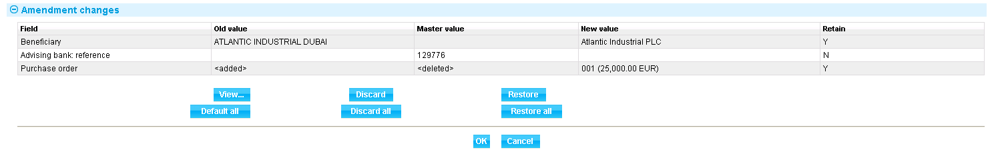 Amendment changes
Field Old value Master value New value Retain
Beneficiary ATLANTIC INDUSTRIAL DUBAI Atlantic Industrial PLC Y
Advising bank: reference 129776 N
Purchase order <added> <deleted> 001 (25,000.00 EUR) Y
View... Discard Restore
Default all Discard all Restore all
OK Cancel